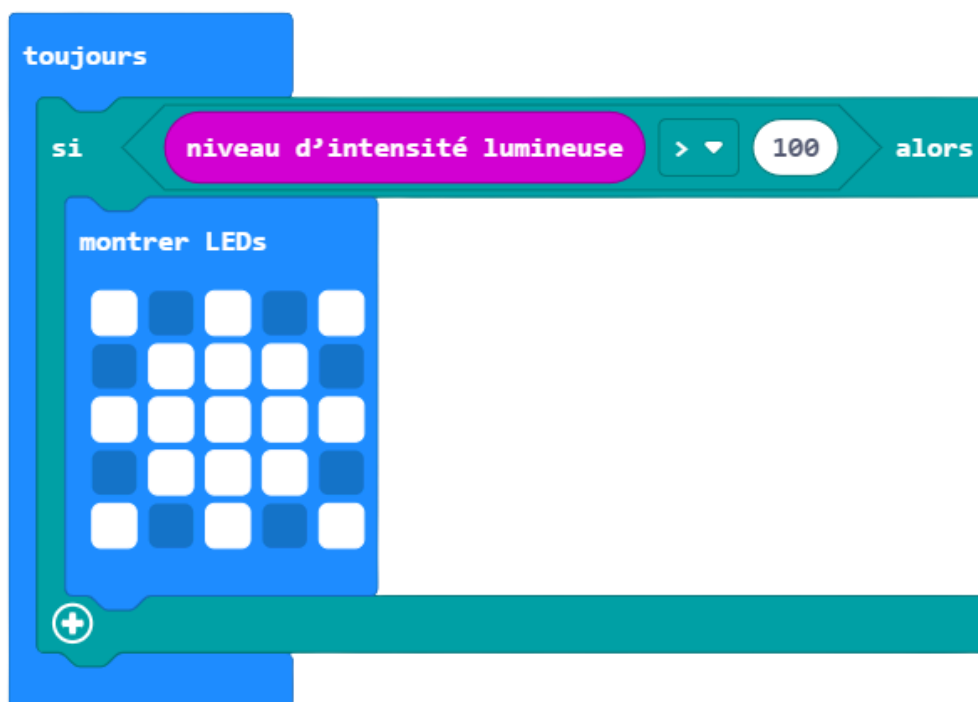 toujours
si niveau d’intensité lumineuse > 100 alors
montrer LEDs